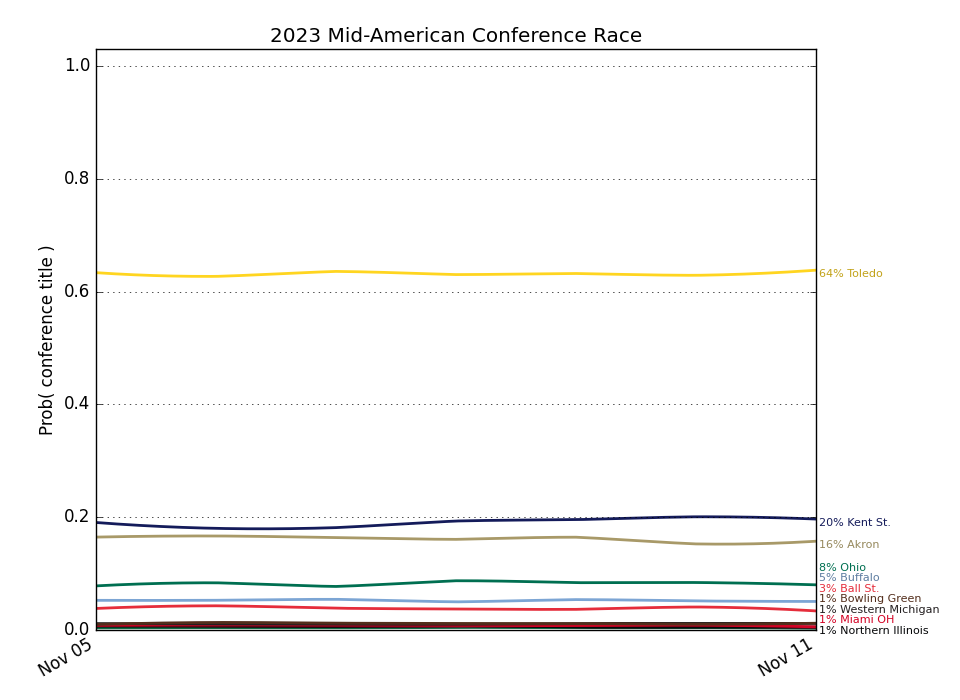 2023 Mid-American Conference Race
Prob( conference title )
1.0
0.8
0.6
0.4
0.2
0.0
Nov 05
Nov 11
64% Toledo
20% Kent St.
16% Akron
8% Ohio
5% Buffalo
3% Ball St.
1% Bowling Green
1% Western Michigan
1% Miami OH
1% Northern Illinois